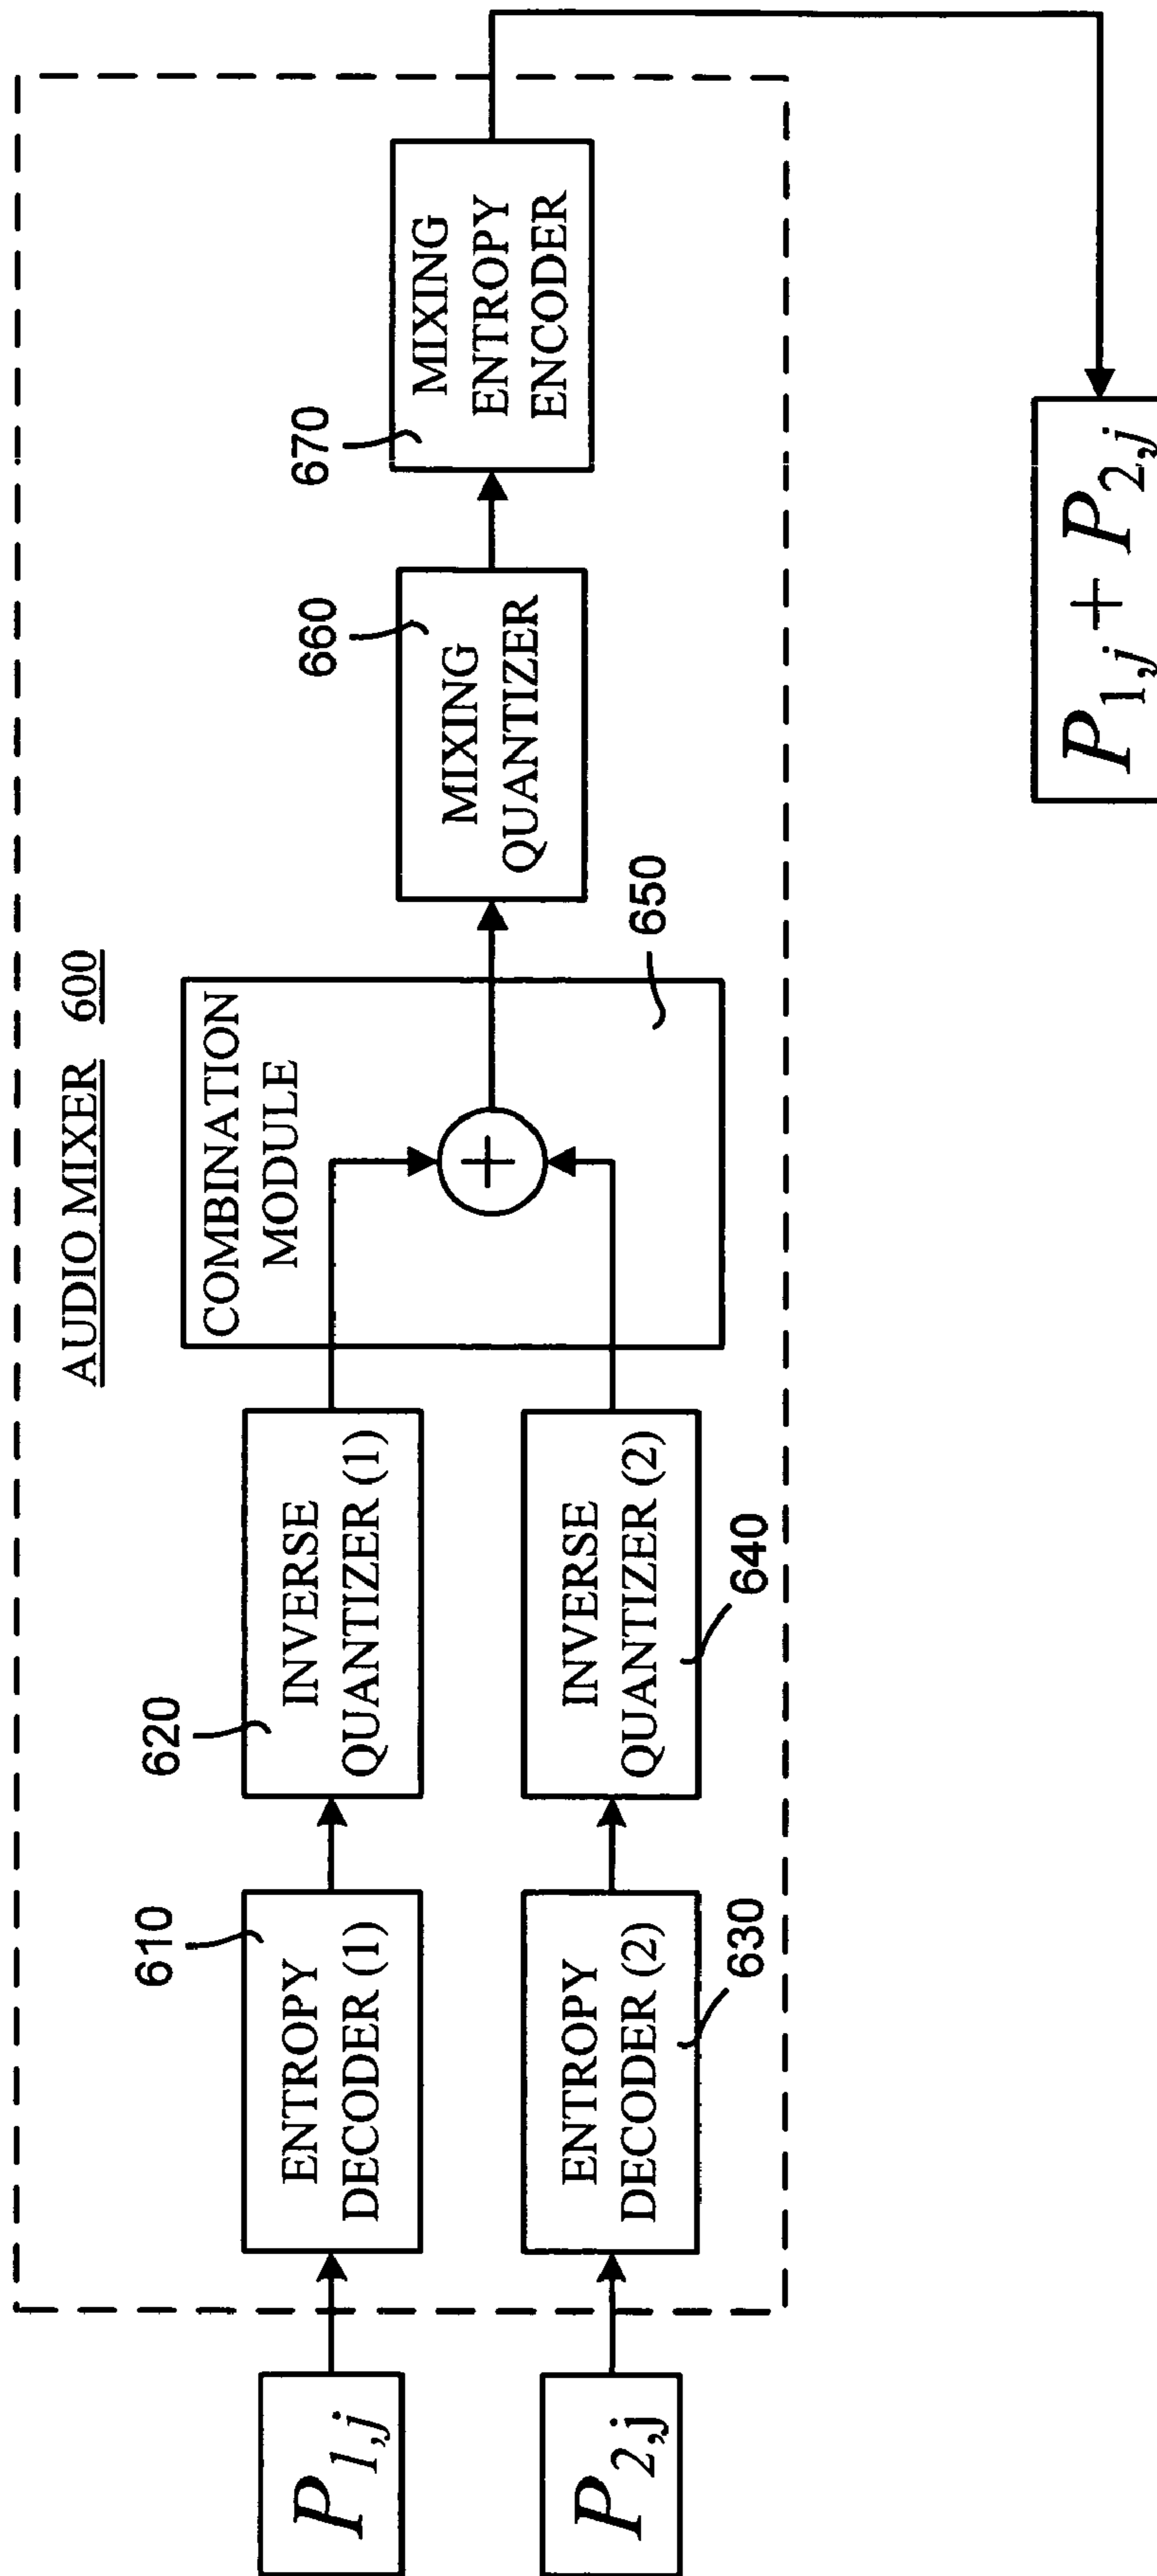 AUDIO MIXER 600
P1,j
610
ENTROPY
DECODER (1)
620
INVERSE
QUANTIZER (1)
P2,j
ENTROPY
DECODER (2)
630
INVERSE
QUANTIZER (2)
640
COMBINATION
MODULE
+
650
660
MIXING
QUANTIZER
670
MIXING
ENTROPY
ENCODER
P1,j + P2,j